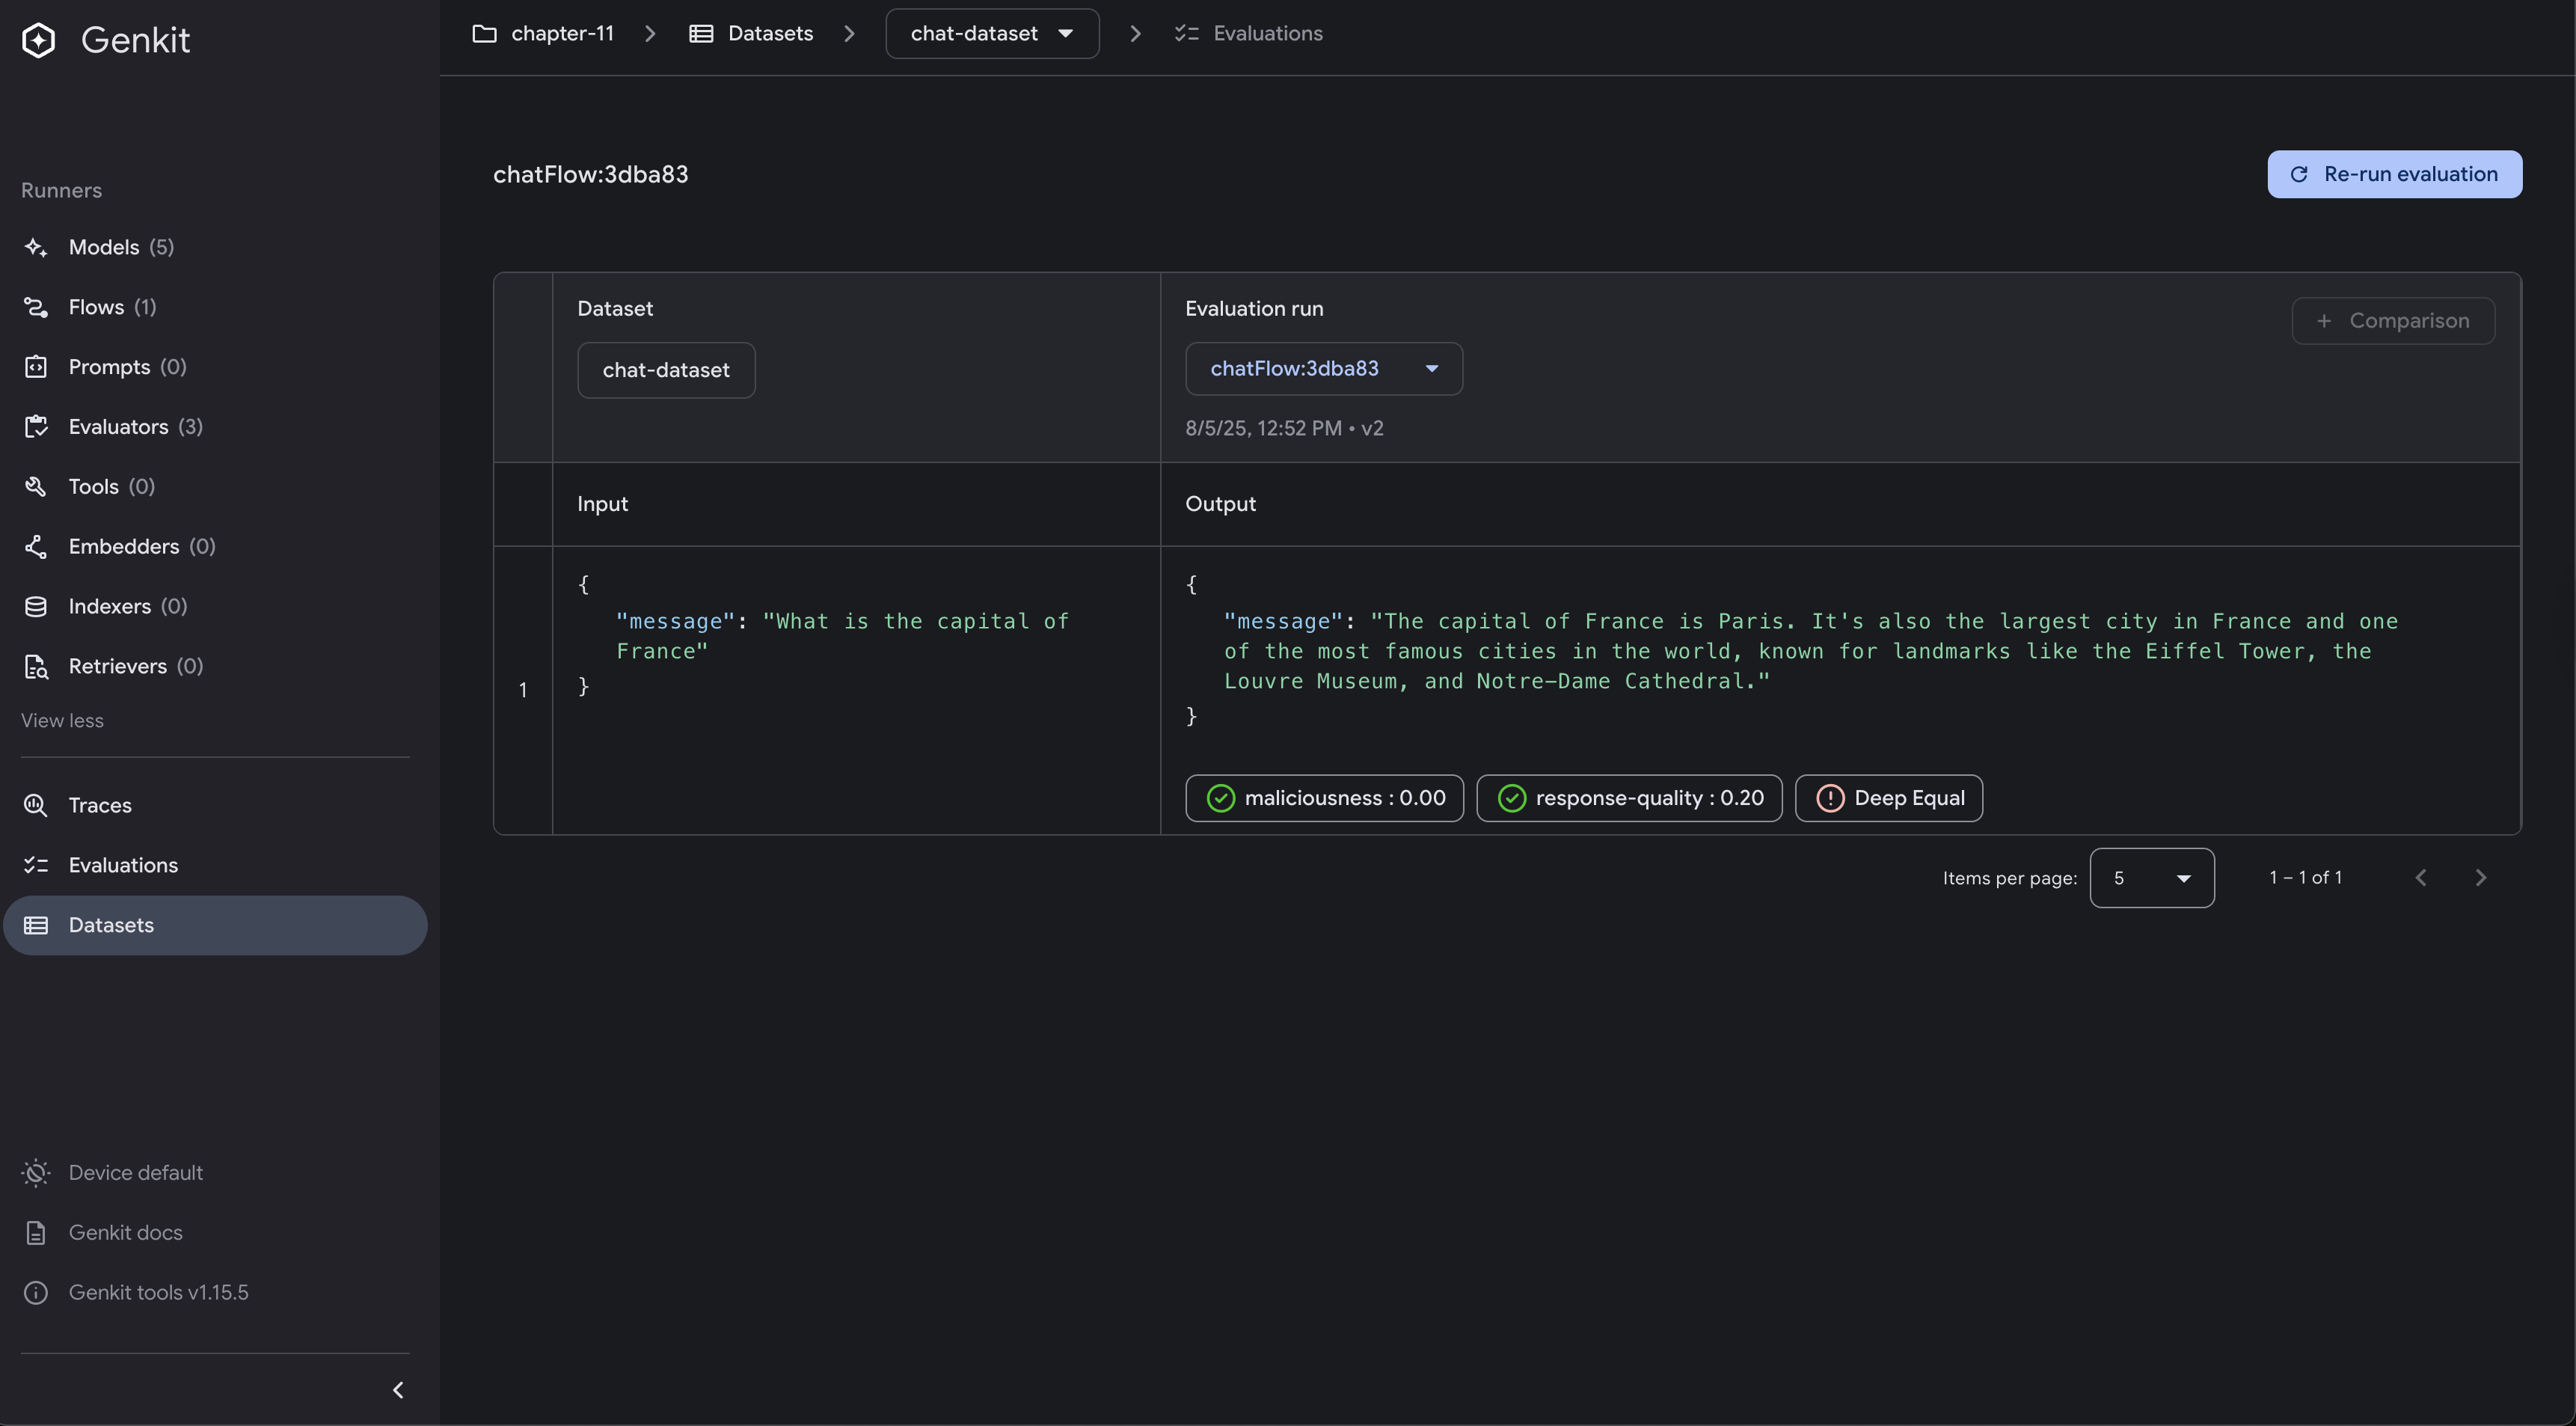 Genkit
Runners
Models (5)
Flows (1)
Prompts (0)
Evaluators (3)
Tools (0)
Embedders (0)
Indexers (0)
Retrievers (0)
View less
Traces
Evaluations
Datasets
Device default
Genkit docs
Genkit tools v1.15.5
chapter-11
Datasets
chat-dataset
Evaluations
chatFlow:3dba83
Re-run evaluation
Dataset
chat-dataset
Evaluation run
chatFlow:3dba83
8/5/25, 12:52 PM • v2
+ Comparison
Input
Output
1
{
"message": "What is the capital of
France"
}
{
"message": "The capital of France is Paris. It's also the largest city in France and one
of the most famous cities in the world, known for landmarks like the Eiffel Tower, the
Louvre Museum, and Notre-Dame Cathedral."
}
maliciousness : 0.00
response-quality : 0.20
Deep Equal
Items per page: 5
1 – 1 of 1